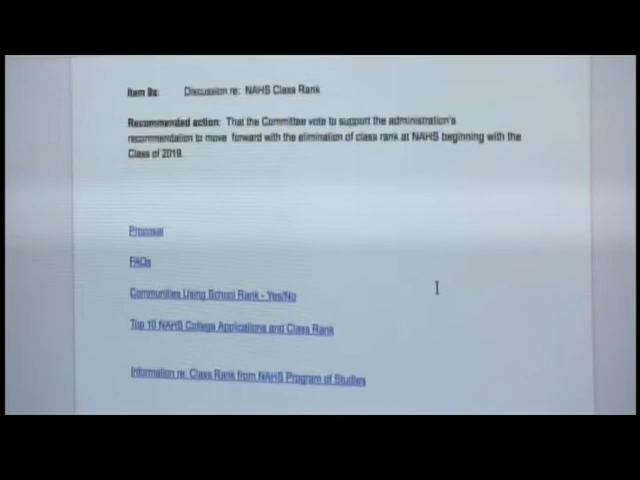 Item 9a: Discussion re: NAHS Class Rank
Recommended action: That the Committee vote to support the administration's
recommendation to move forward with the elimination of class rank at NAHS beginning with the
Class of 2019.
Proposal
FAQs
Communities Using School Rank - Yes/No
Top 10 NAHS College Applications and Class Rank
Information re: Class Rank from NAHS Program of Studies